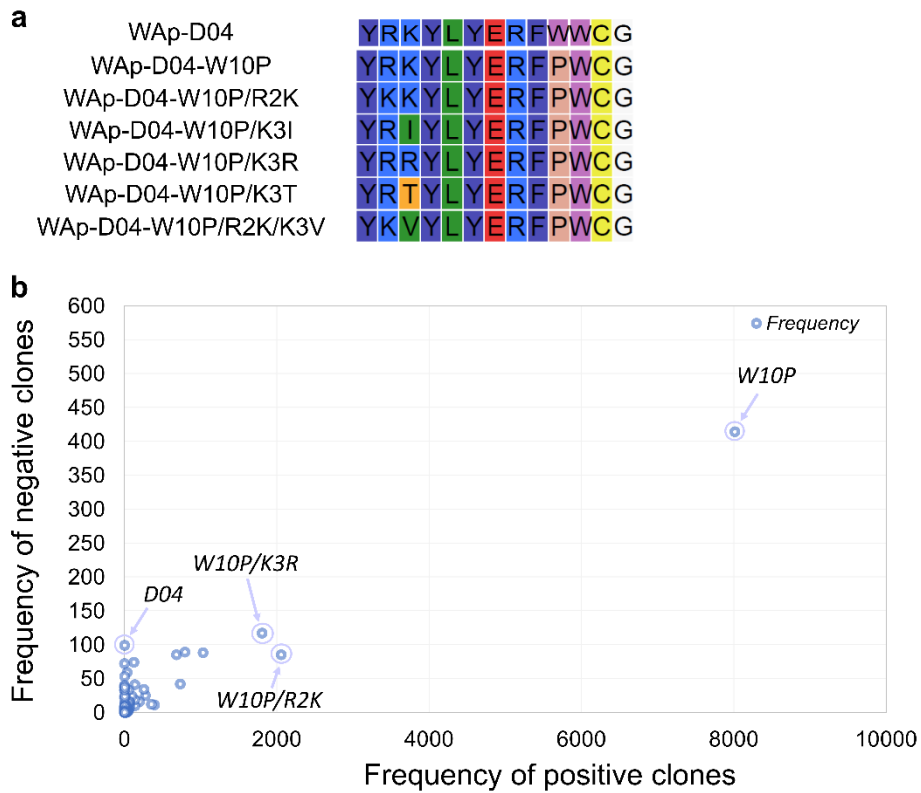 a
WAp-D04 YRKYLYERFWWCG
WAp-D04-W10P YRKYLYERFPWCG
WAp-D04-W10P/R2K YKKYLYERFPWCG
WAp-D04-W10P/K3I YRIYLYERFPWCG
WAp-D04-W10P/K3R YRRYLYERFPWCG
WAp-D04-W10P/K3T YRTYLYERFPWCG
WAp-D04-W10P/R2K/K3V YKVYLYERFPWCG
b
Frequency of negative clones
600
550
500
450
400
350
300
250
200
150
100
50
0
Frequency
W10P
W10P/K3R
D04
W10P/R2K
0 2000 4000 6000 8000 10000
Frequency of positive clones